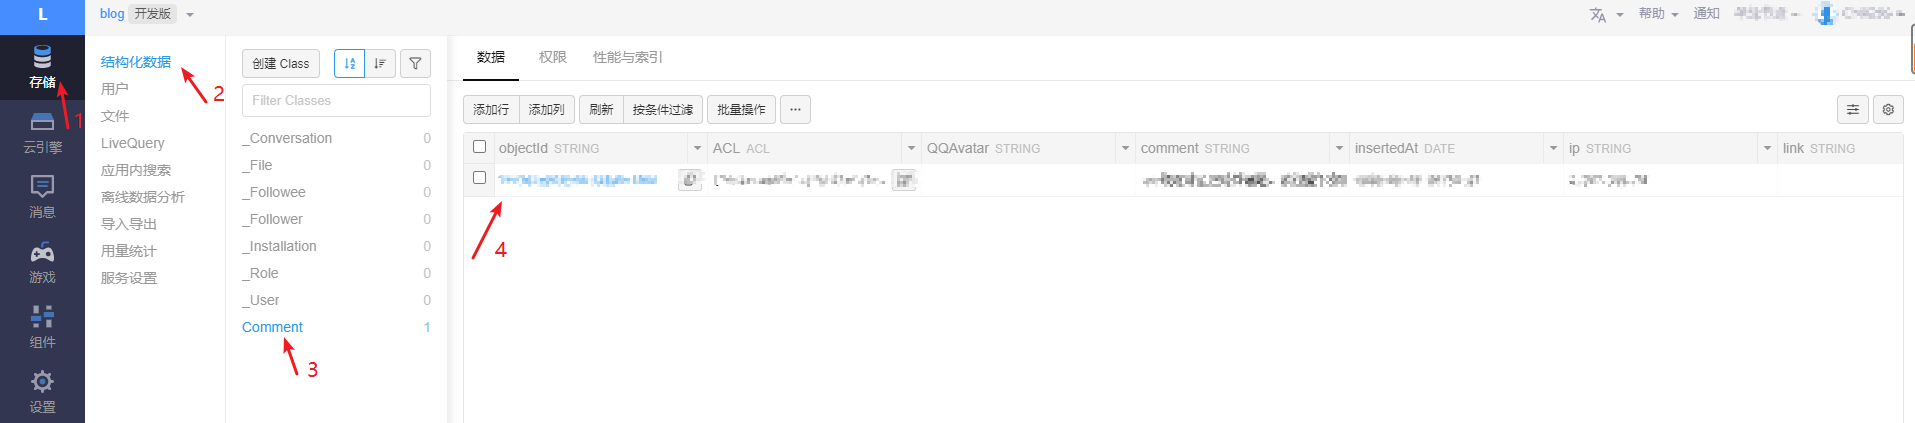 L
blog 开发版
帮助
通知
存储
云引擎
消息
游戏
组件
设置
1
结构化数据
用户
文件
LiveQuery
应用内搜索
离线数据分析
导入导出
用量统计
服务设置
2
创建 Class
Filter Classes
_Conversation 0
_File 0
_Followee 0
_Follower 0
_Installation 0
_Role 0
_User 0
Comment 1
3
数据 权限 性能与索引
添加行 添加列 刷新 按条件过滤 批量操作 ...
objectId STRING ACL ACL QQAvatar STRING comment STRING insertedAt DATE ip STRING link STRING
4